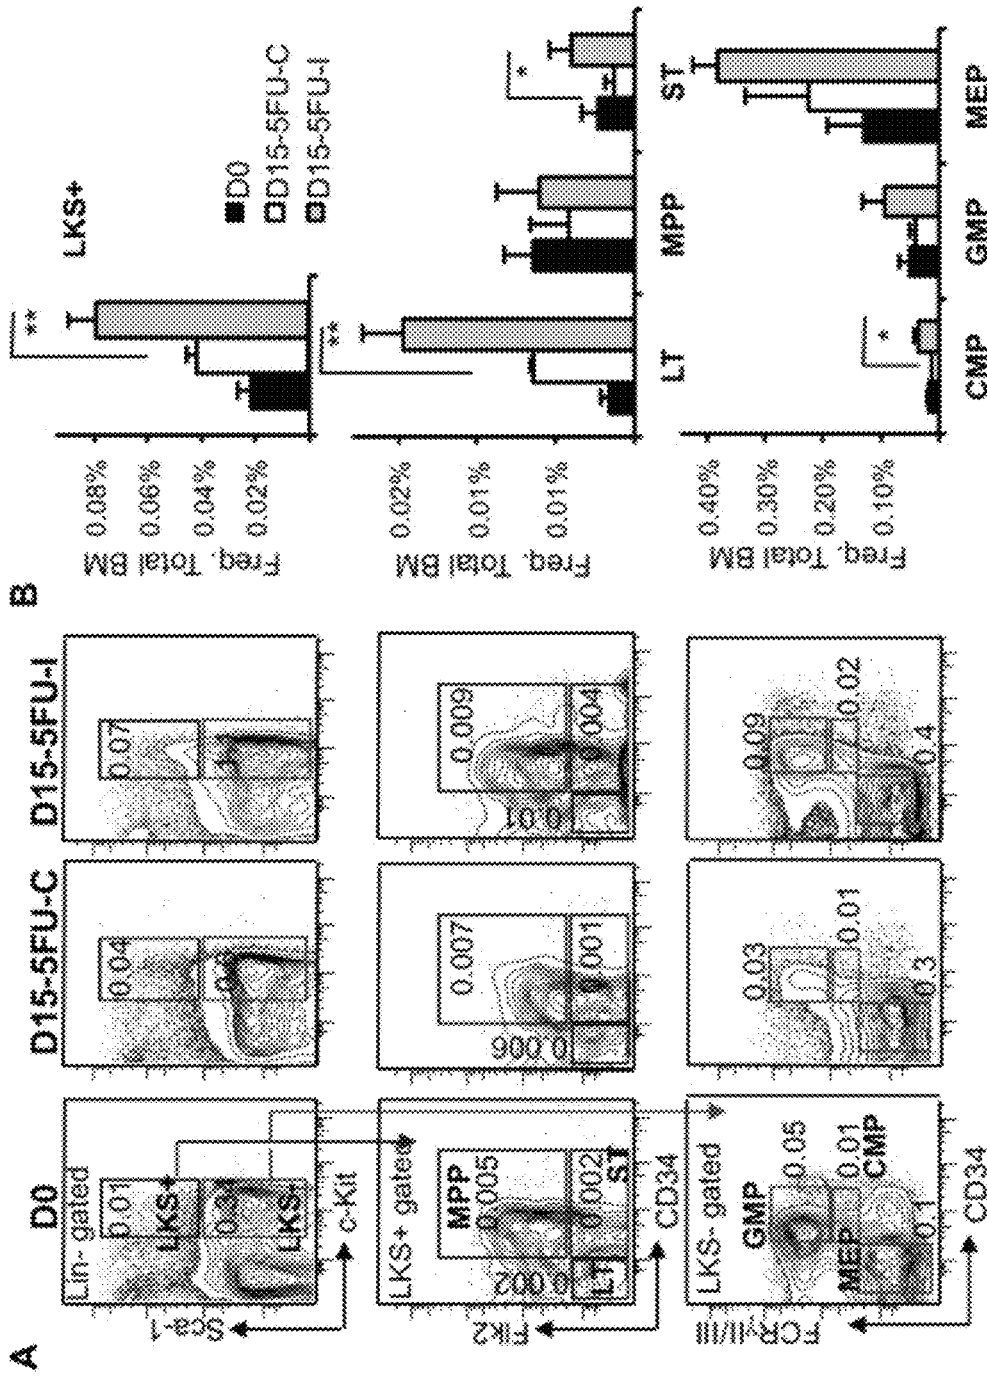 A
D0
D15-5FU-C
D15-5FU-I
Lin- gated
0.01
LKS+
LKS+
0.04
0.07
Sca-1
c-Kit
LKS+ gated
MPP
0.005
0.002
LT
0.002
ST
0.007
0.006
0.001
0.009
0.01
0.004
Flk2
CD34
LKS- gated
GMP
0.05
MEP
0.01
CMP
0.1
0.03
0.01
0.3
0.09
0.02
0.4
FCRγII/III
CD34
B
LKS+
0.08%
0.06%
0.04%
0.02%
Freq. Total BM
**
D0
D15-5FU-C
D15-5FU-I
0.02%
0.01%
0.01%
Freq. Total BM
**
*
LT
MPP
ST
0.40%
0.30%
0.20%
0.10%
Freq. Total BM
*
CMP
GMP
MEP